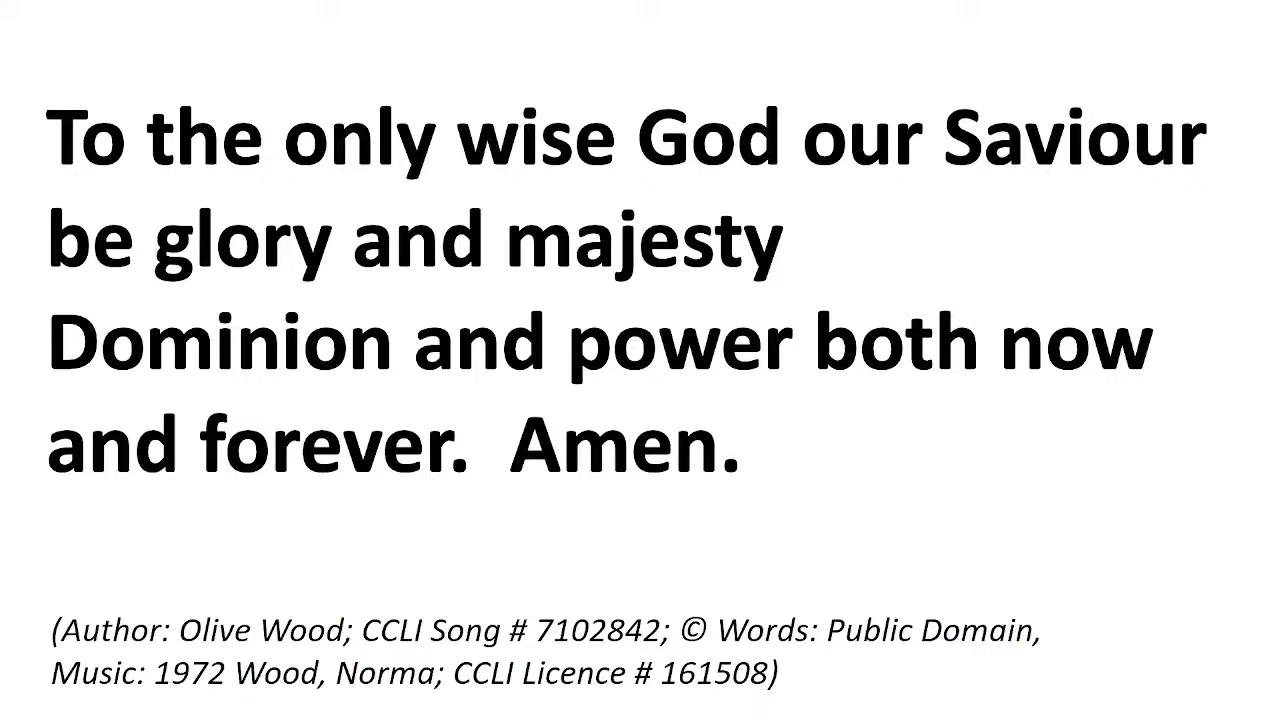 To the only wise God our Saviour
be glory and majesty
Dominion and power both now
and forever.  Amen.
(Author: Olive Wood; CCLI Song # 7102842; © Words: Public Domain,
Music: 1972 Wood, Norma; CCLI Licence # 161508)